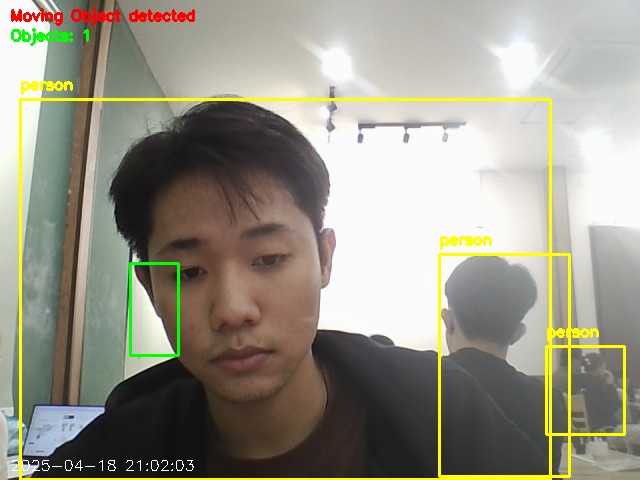 Moving Object detected
Objects: 1
person
person
person
2025-04-18 21:02:03